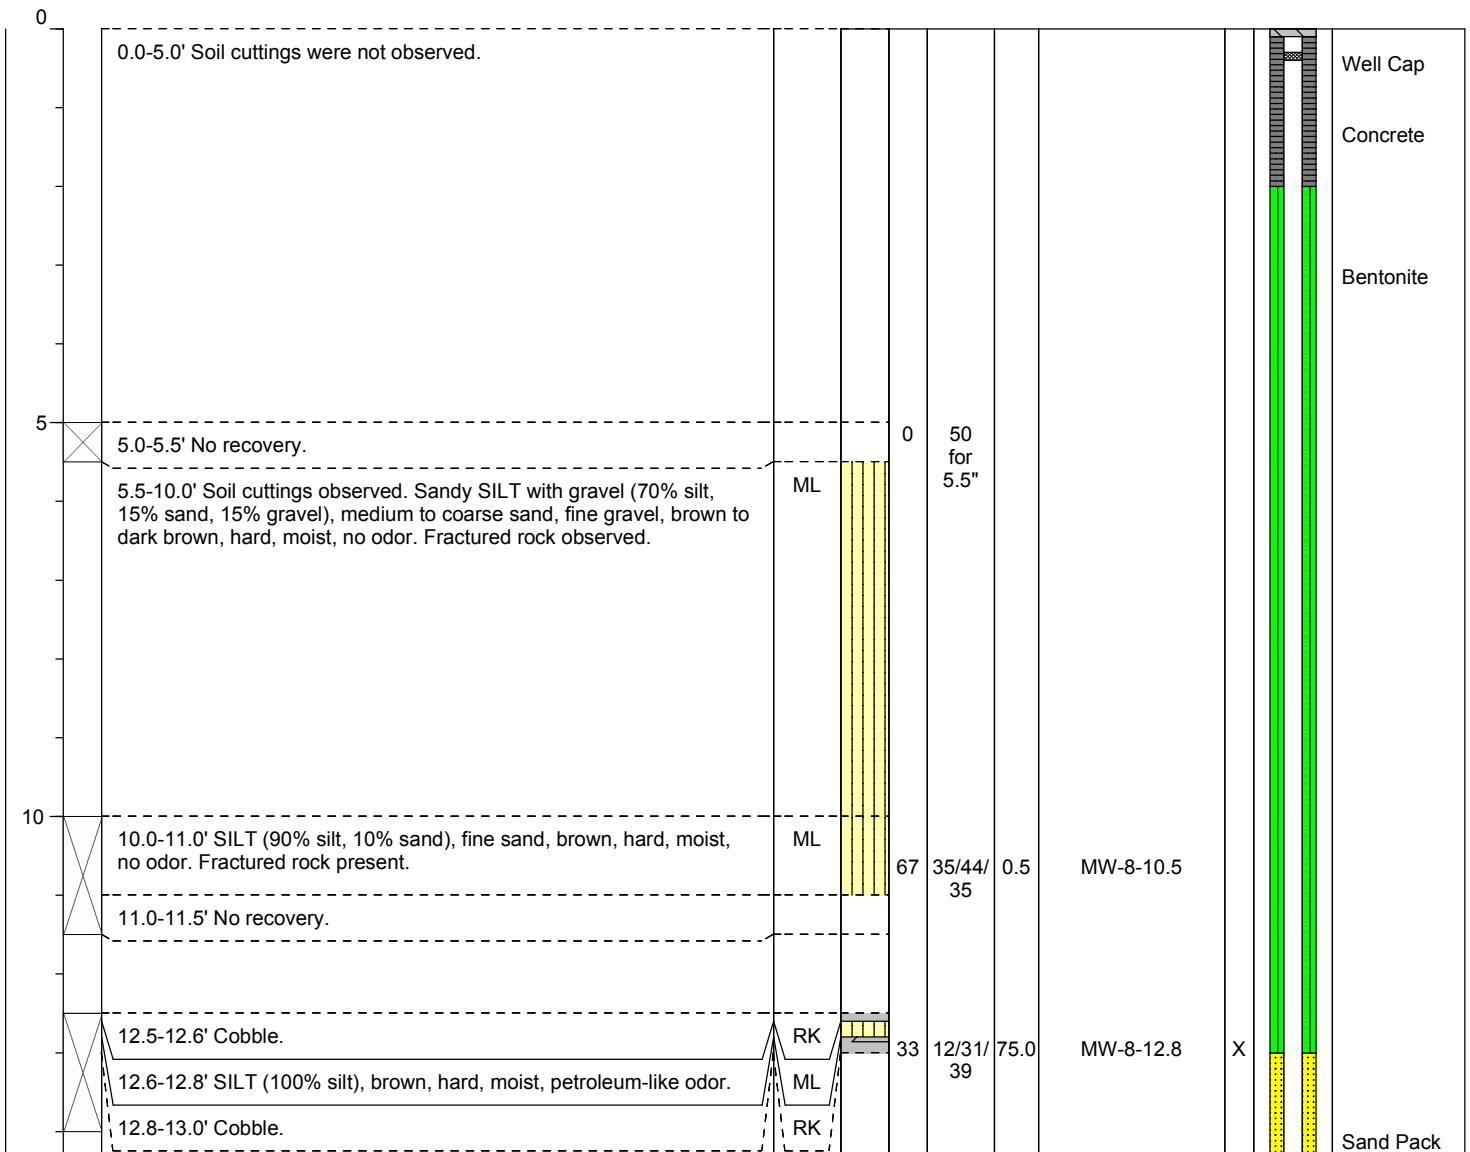 0
0.0-5.0' Soil cuttings were not observed.
Well Cap
Concrete
Bentonite
5
5.0-5.5' No recovery.
0
50
for
5.5"
5.5-10.0' Soil cuttings observed. Sandy SILT with gravel (70% silt,
15% sand, 15% gravel), medium to coarse sand, fine gravel, brown to
dark brown, hard, moist, no odor. Fractured rock observed.
ML
10
10.0-11.0' SILT (90% silt, 10% sand), fine sand, brown, hard, moist,
no odor. Fractured rock present.
ML
67
35/44/
35
0.5
MW-8-10.5
11.0-11.5' No recovery.
12.5-12.6' Cobble.
RK
33
12/31/
39
75.0
MW-8-12.8
X
12.6-12.8' SILT (100% silt), brown, hard, moist, petroleum-like odor.
ML
12.8-13.0' Cobble.
RK
Sand Pack